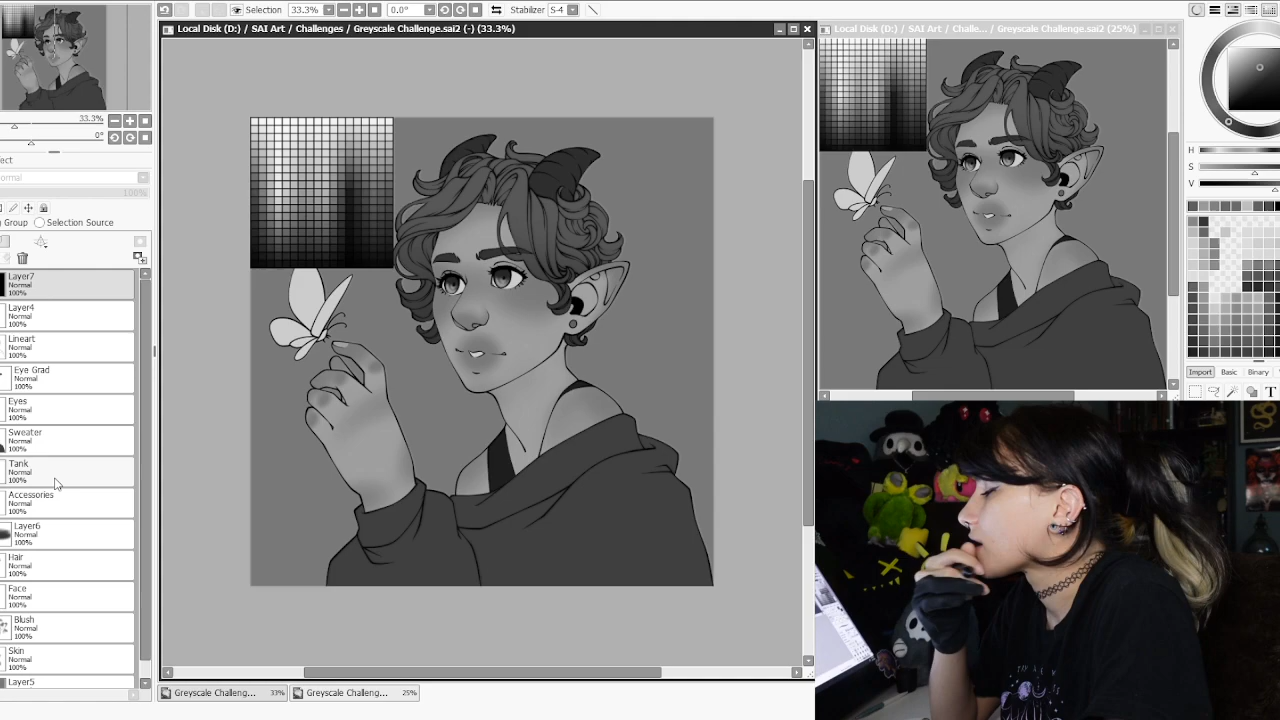 Selection 33.3% 0.0° Stabilizer S-4
Local Disk (D:) / SAI Art / Challenges / Greyscale Challenge.sai2 (-) (33.3%)
Local Disk (D:) / SAI Art / Challe... / Greyscale Challenge.sai2 (25%)
33.3%
0°
ect
ormal
100%
g Group Selection Source
Layer7
Normal
100%
Layer4
Normal
100%
Lineart
Normal
100%
Eye Grad
Normal
100%
Eyes
Normal
100%
Sweater
Normal
100%
Tank
Normal
100%
Accessories
Normal
100%
Layer6
Normal
100%
Hair
Normal
100%
Face
Normal
100%
Blush
Normal
100%
Skin
Normal
100%
Layer5
Greyscale Challeng... 33%
Greyscale Challeng... 25%
H
S
V
Import Basic Binary
T